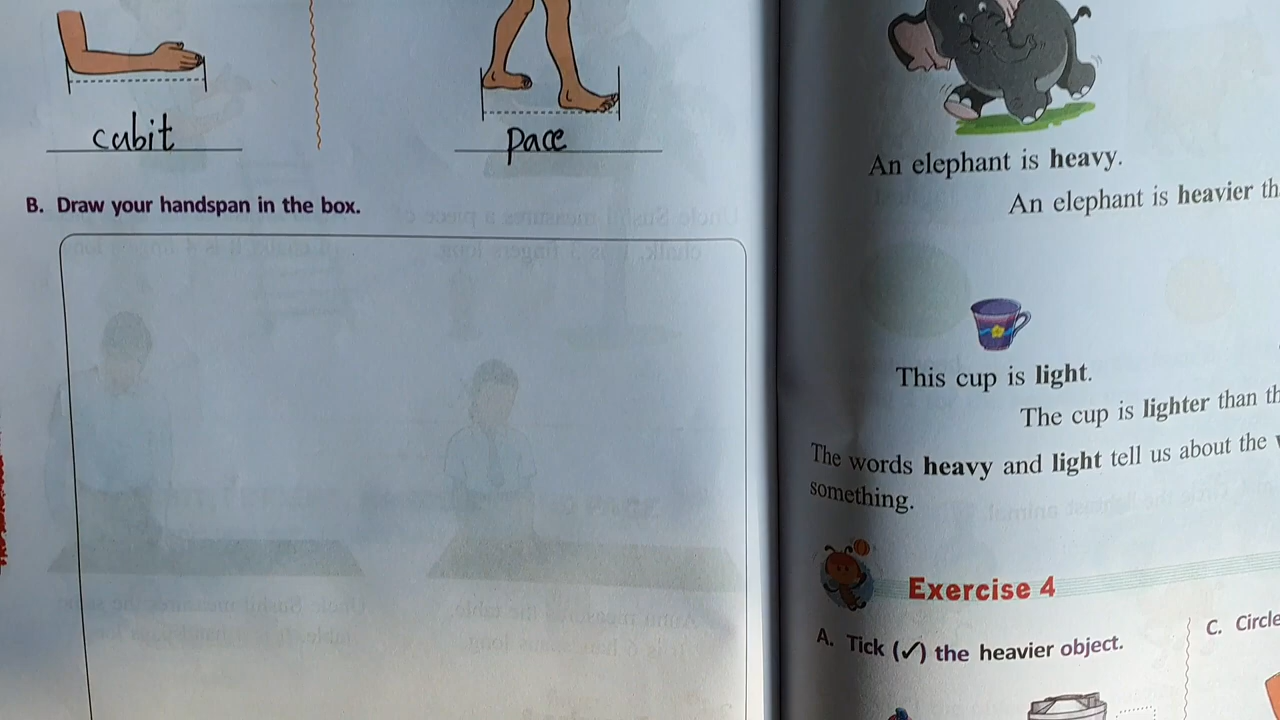 cubit
pace
B. Draw your handspan in the box.
An elephant is heavy.
An elephant is heavier th
This cup is light.
The cup is lighter than th
The words heavy and light tell us about the
something.
Exercise 4
A. Tick (✓) the heavier object.
C. Circle